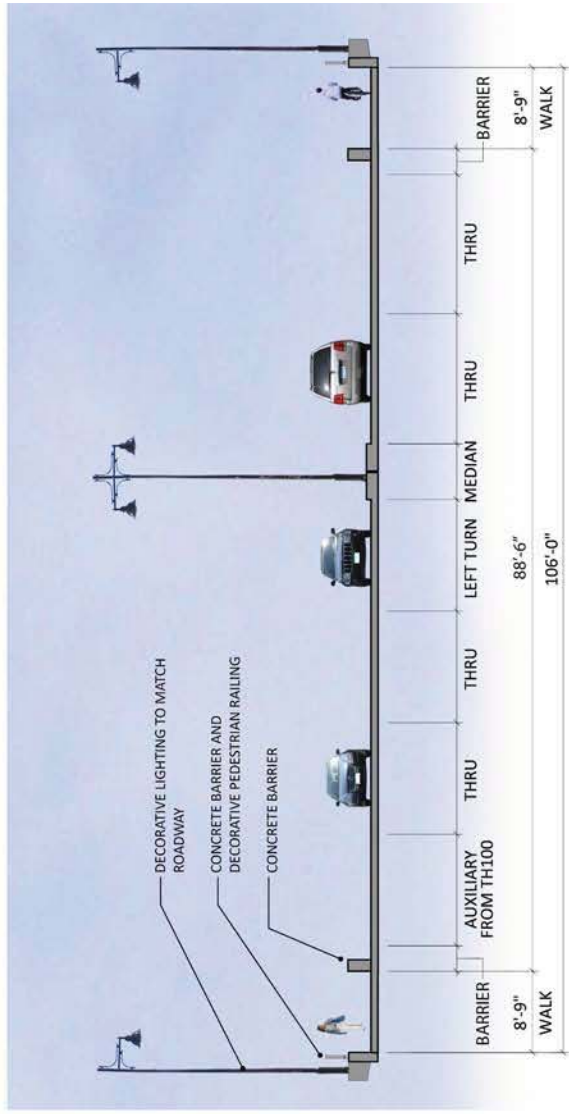 DECORATIVE LIGHTING TO MATCH
ROADWAY
CONCRETE BARRIER AND
DECORATIVE PEDESTRIAN RAILING
CONCRETE BARRIER
BARRIER
AUXILIARY
FROM TH100
THRU
THRU
LEFT TURN
MEDIAN
THRU
THRU
BARRIER
8'-9"
WALK
88'-6"
106'-0"
8'-9"
WALK